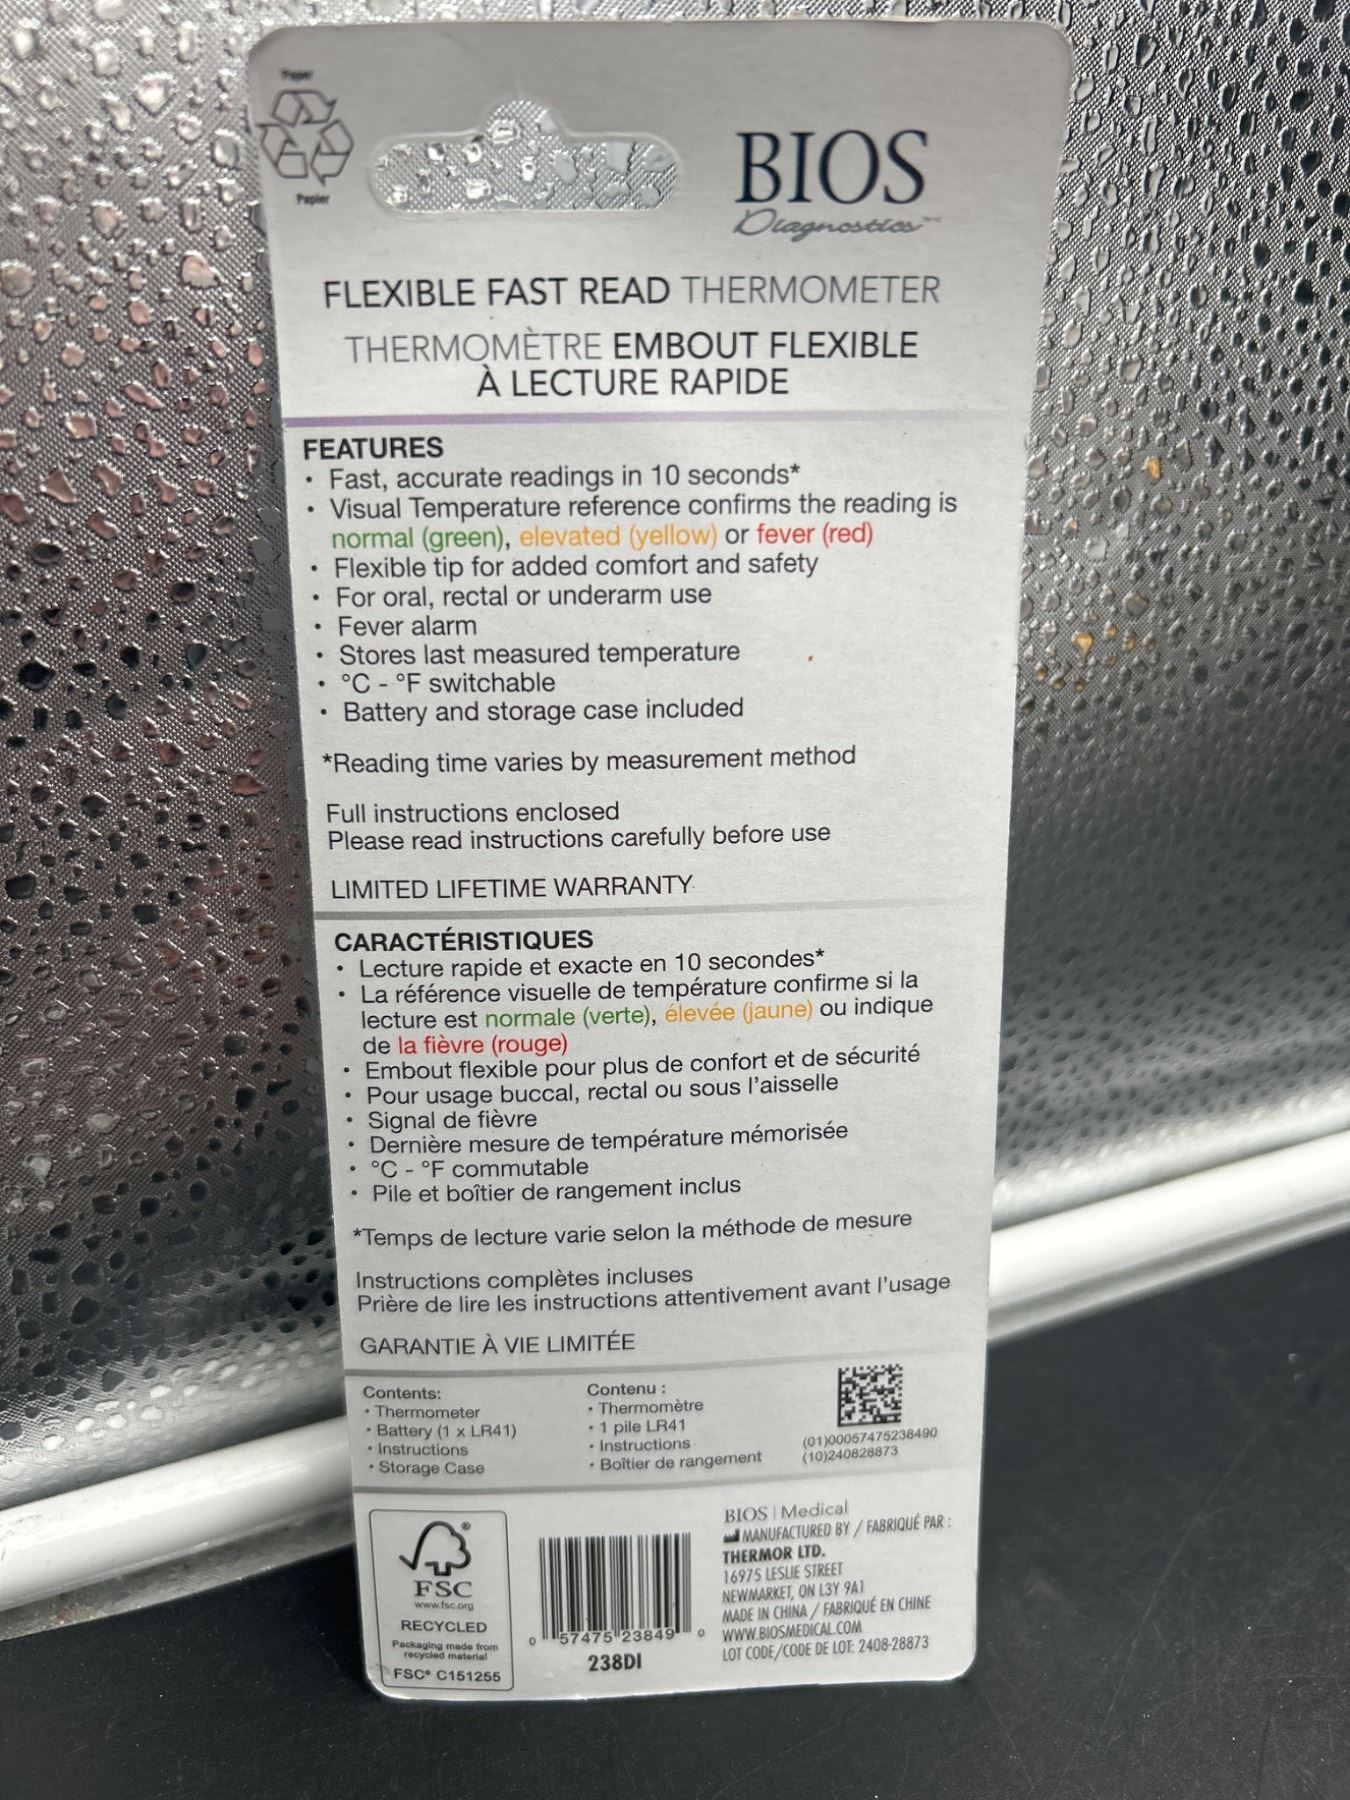 Paper
Papier
BIOS
Diagnostics™
FLEXIBLE FAST READ THERMOMETER
THERMOMÈTRE EMBOUT FLEXIBLE
À LECTURE RAPIDE
FEATURES
• Fast, accurate readings in 10 seconds*
• Visual Temperature reference confirms the reading is
normal (green), elevated (yellow) or fever (red)
• Flexible tip for added comfort and safety
• For oral, rectal or underarm use
• Fever alarm
• Stores last measured temperature
• °C - °F switchable
• Battery and storage case included
*Reading time varies by measurement method
Full instructions enclosed
Please read instructions carefully before use
LIMITED LIFETIME WARRANTY
CARACTÉRISTIQUES
• Lecture rapide et exacte en 10 secondes*
• La référence visuelle de température confirme si la
lecture est normale (verte), élevée (jaune) ou indique
de la fièvre (rouge)
• Embout flexible pour plus de confort et de sécurité
• Pour usage buccal, rectal ou sous l'aisselle
• Signal de fièvre
• Dernière mesure de température mémorisée
• °C - °F commutable
• Pile et boîtier de rangement inclus
*Temps de lecture varie selon la méthode de mesure
Instructions complètes incluses
Prière de lire les instructions attentivement avant l'usage
GARANTIE À VIE LIMITÉE
Contents:
• Thermometer
• Battery (1 x LR41)
• Instructions
• Storage Case
Contenu :
• Thermomètre
• 1 pile LR41
• Instructions
• Boîtier de rangement
(01)00057475238490
(10)240828873
FSC
www.fsc.org
RECYCLED
Packaging made from
recycled material
FSC® C151255
0 57475 23849 0
238DI
BIOS | Medical
MANUFACTURED BY / FABRIQUÉ PAR :
THERMOR LTD.
16975 LESLIE STREET
NEWMARKET, ON L3Y 9A1
MADE IN CHINA / FABRIQUÉ EN CHINE
WWW.BIOSMEDICAL.COM
LOT CODE/CODE DE LOT: 2408-28873